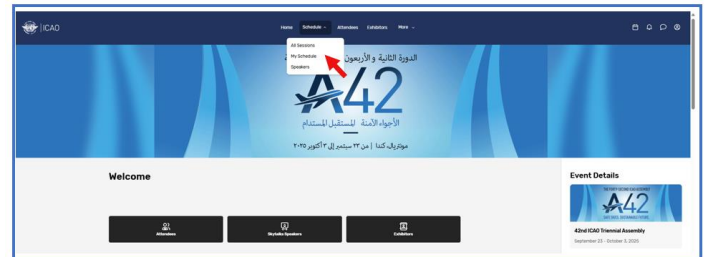 ICAO
Home Schedule Attendees Exhibitors More
All Sessions
My Schedule
Speakers
الدورة الثانية والأربعون
A42
الأجواء الآمنة المستقبل المستدام
مونتريال، كندا | من ٢٣ سبتمبر إلى ٣ أكتوبر ٢٠٢٥
Welcome
Attendees
Skytalks Speakers
Exhibitors
Event Details
A42
42nd ICAO Triennial Assembly
September 23 - October 3, 2025